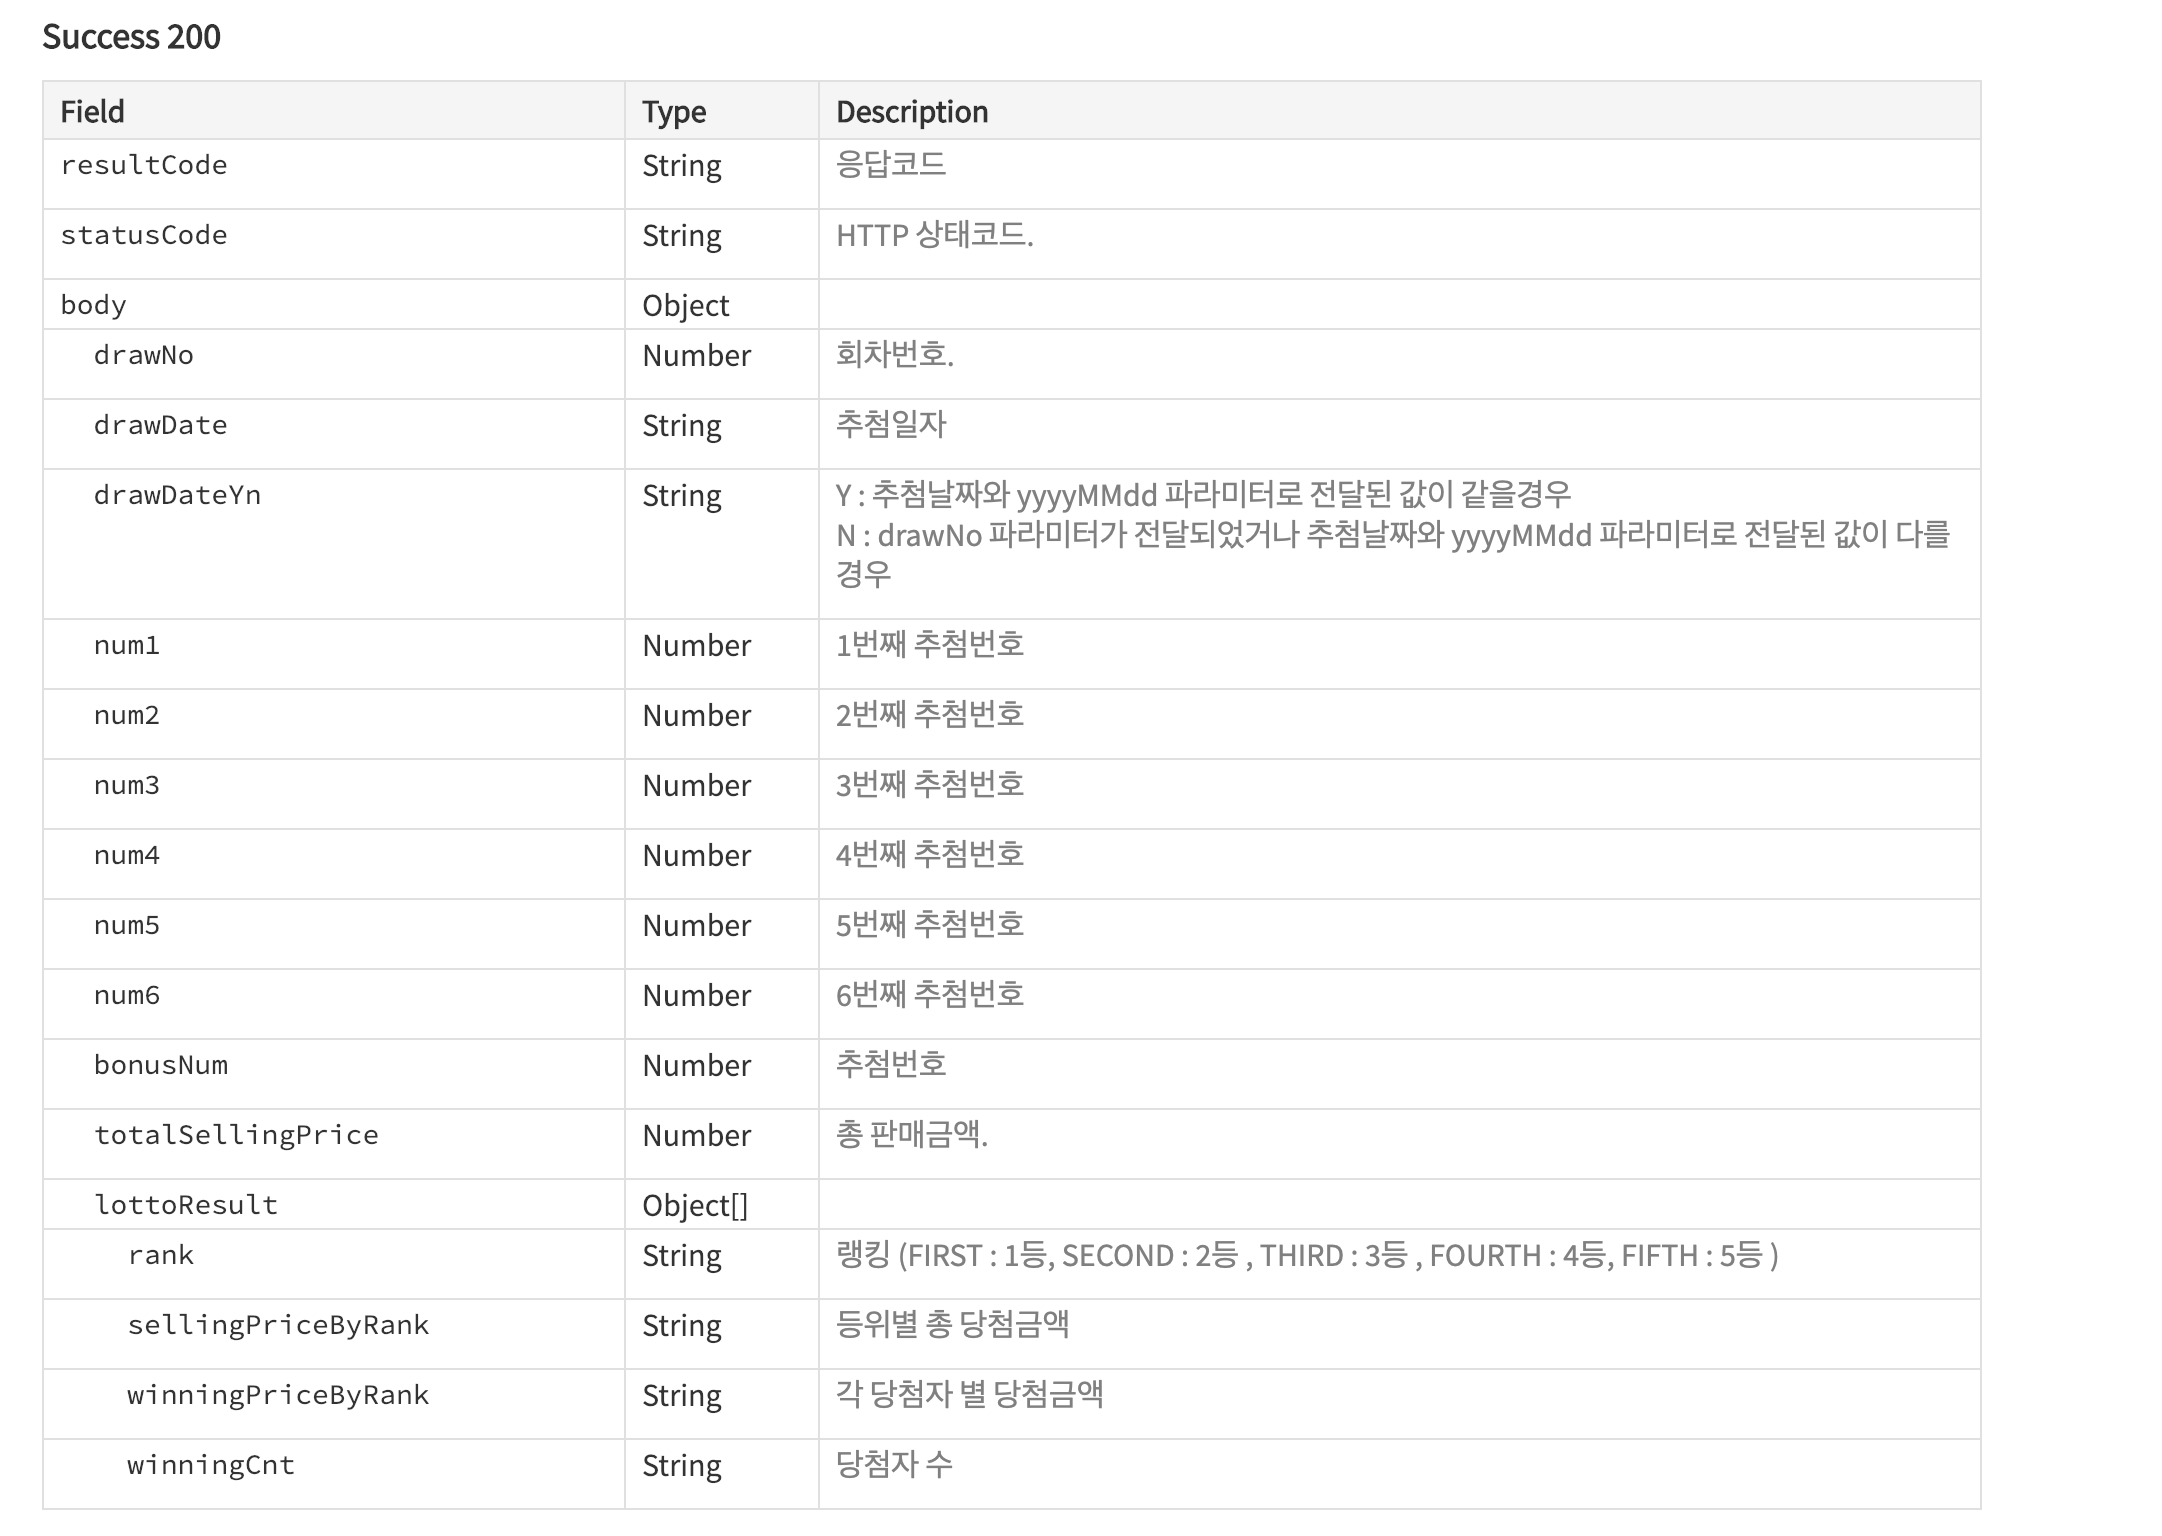 Success 200
Field Type Description
resultCode String 응답코드
statusCode String HTTP 상태코드.
body Object
drawNo Number 회차번호.
drawDate String 추첨일자
drawDateYn String Y : 추첨날짜와 yyyyMMdd 파라미터로 전달된 값이 같을경우
N : drawNo 파라미터가 전달되었거나 추첨날짜와 yyyyMMdd 파라미터로 전달된 값이 다를
경우
num1 Number 1번째 추첨번호
num2 Number 2번째 추첨번호
num3 Number 3번째 추첨번호
num4 Number 4번째 추첨번호
num5 Number 5번째 추첨번호
num6 Number 6번째 추첨번호
bonusNum Number 추첨번호
totalSellingPrice Number 총 판매금액.
lottoResult Object[]
rank String 랭킹 (FIRST : 1등, SECOND : 2등 , THIRD : 3등 , FOURTH : 4등, FIFTH : 5등 )
sellingPriceByRank String 등위별 총 당첨금액
winningPriceByRank String 각 당첨자 별 당첨금액
winningCnt String 당첨자 수